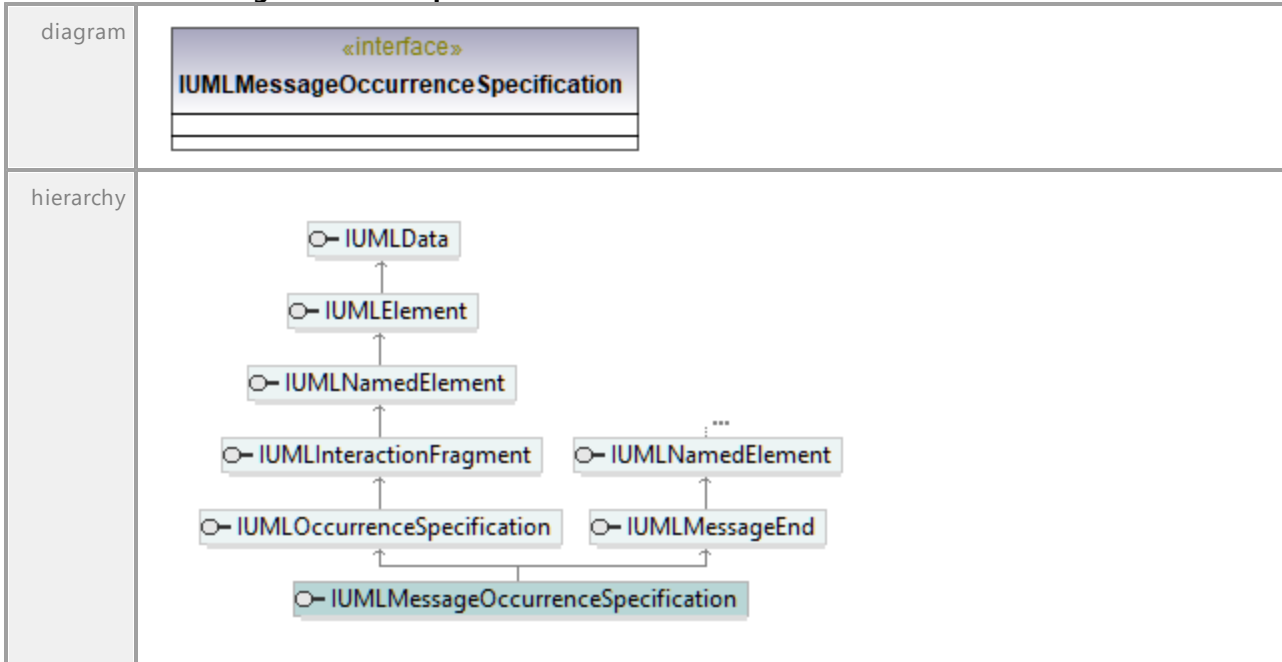 diagram
«interface»
IUMLMessageOccurrenceSpecification
hierarchy
IUMLData
IUMLElement
IUMLNamedElement
...
IUMLInteractionFragment
IUMLNamedElement
IUMLOccurrenceSpecification
IUMLMessageEnd
IUMLMessageOccurrenceSpecification